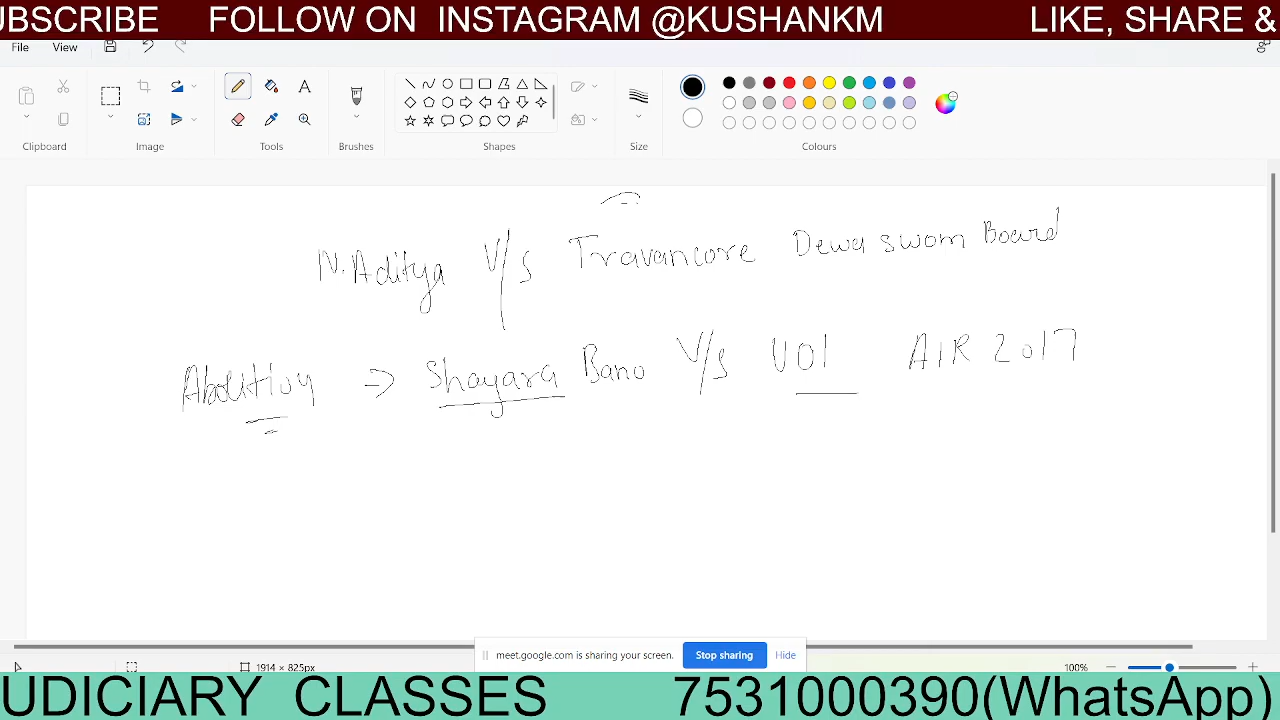 UBSCRIBE FOLLOW ON INSTAGRAM @KUSHANKM LIKE, SHARE &
File View
Clipboard Image Tools Brushes Shapes Size Colours
N. Aditya V/s Travancore Dewaswom Board
Abolition → Shayara Bano V/s UOI AIR 2017
meet.google.com is sharing your screen. Stop sharing Hide
1914 × 825px 100%
UDICIARY CLASSES 7531000390(WhatsApp)